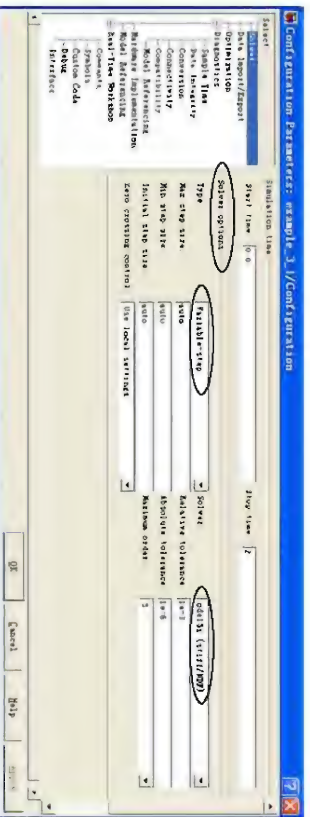 Configuration Parameters: example_3_1/Configuration
Select
Solver
Data Import/Export
Optimization
Diagnostics
Sample Time
Data Integrity
Conversion
Connectivity
Compatibility
Model Referencing
Hardware Implementation
Model Referencing
Real-Time Workshop
Comments
Symbols
Custom Code
Debug
Interface
Simulation time
Start time 0.0 Stop time 2
Solver options
Type Variable-step Solver ode15s (stiff/NDF)
Max step size auto Relative tolerance 1e-3
Min step size auto Absolute tolerance 1e-6
Initial step size auto Maximum order 5
Zero crossing control Use local settings
OK Cancel Help